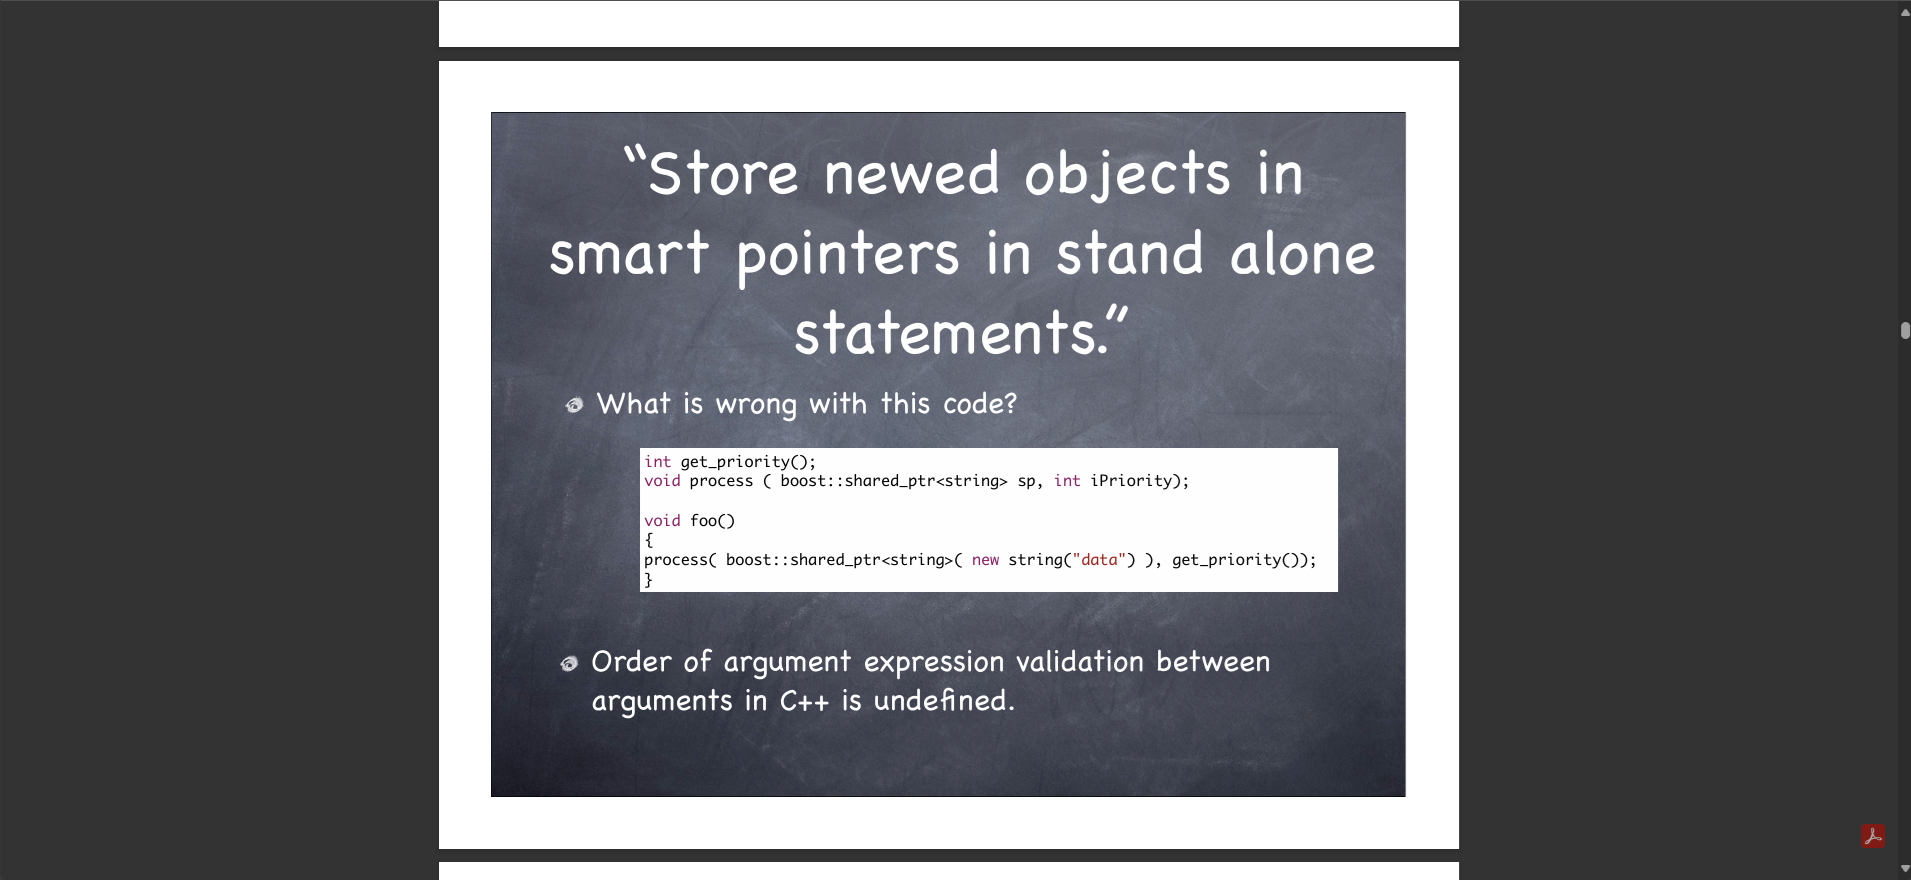 “Store newed objects in
smart pointers in stand alone
statements.”
What is wrong with this code?
int get_priority();
void process ( boost::shared_ptr<string> sp, int iPriority);
void foo()
{
process( boost::shared_ptr<string>( new string("data") ), get_priority());
}
Order of argument expression validation between
arguments in C++ is undefined.